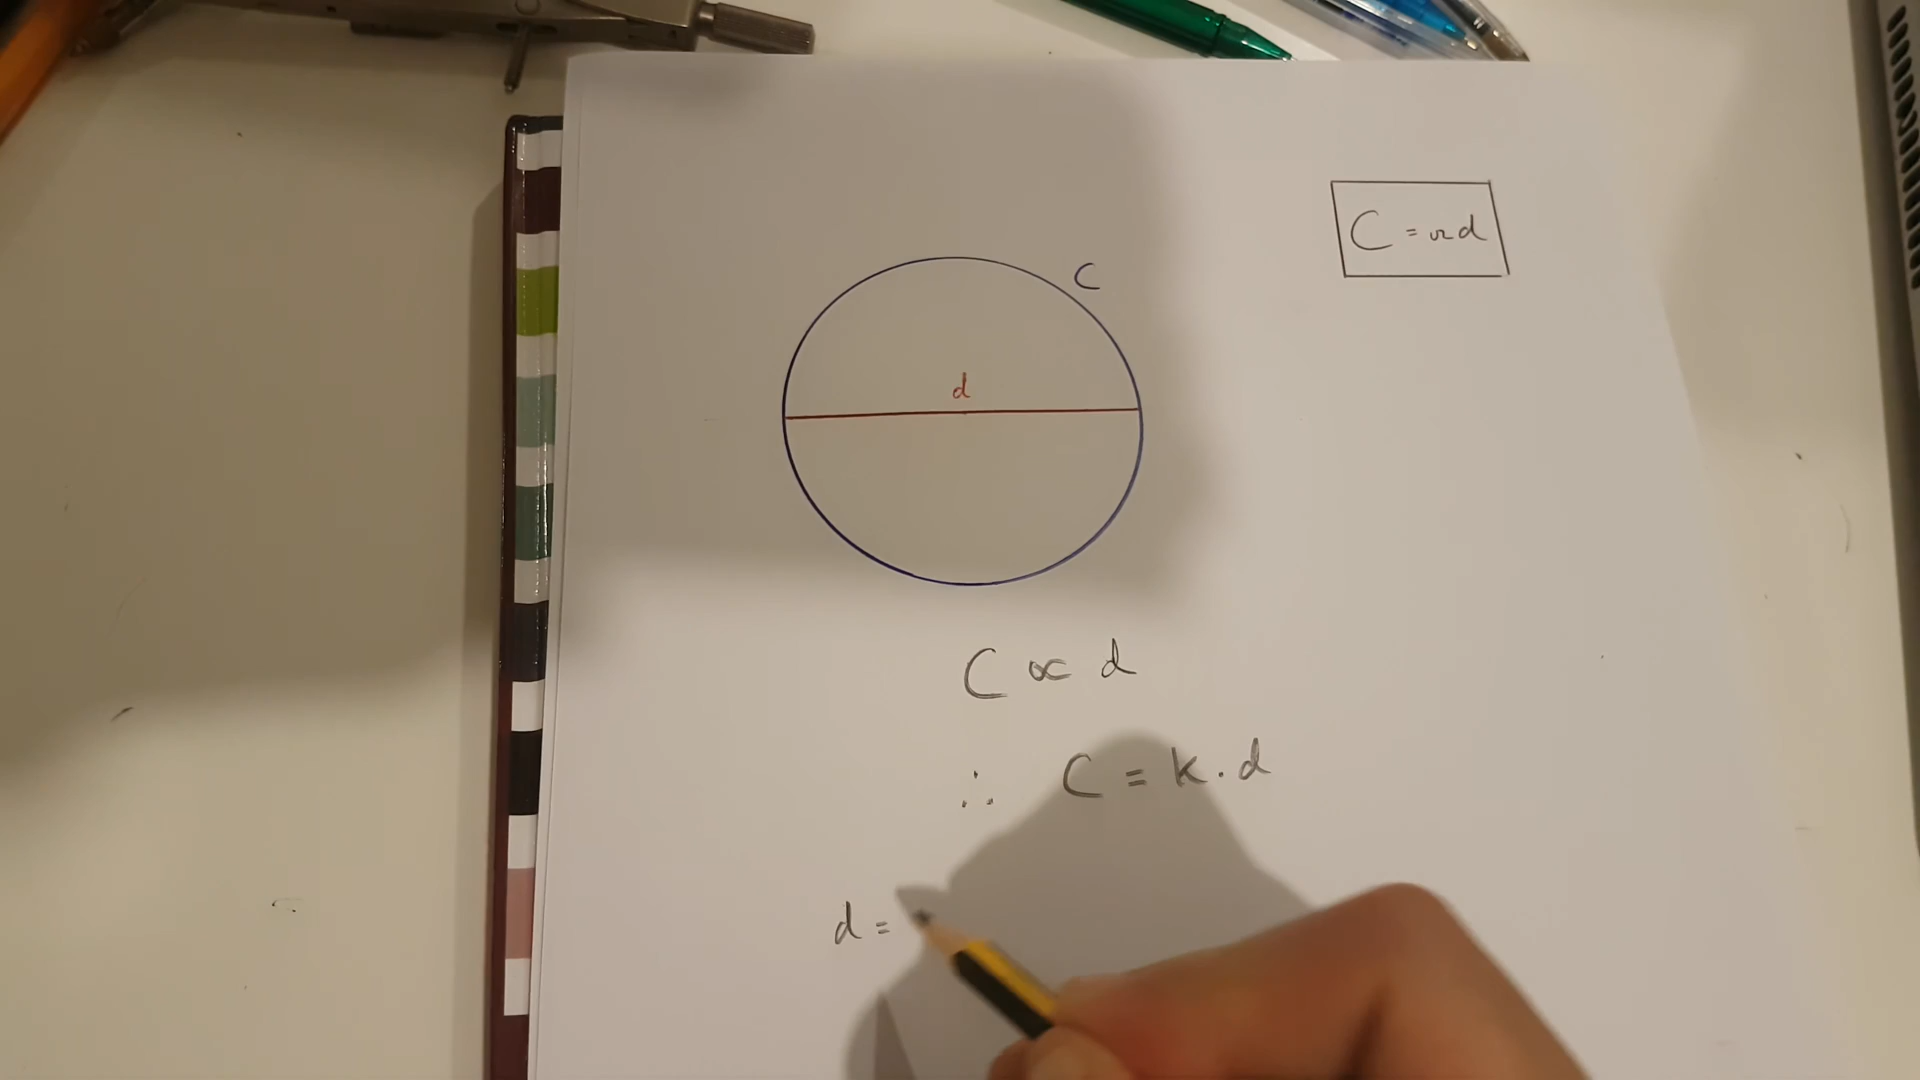 C = πd
C
d
C ∝ d
∴ C = k . d
d =